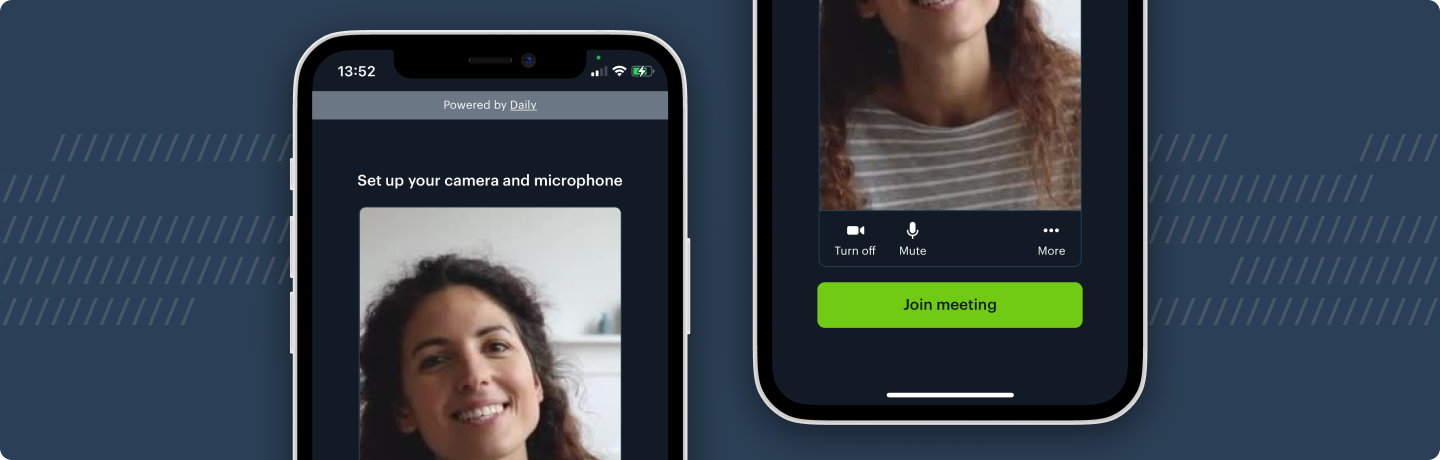 13:52
Powered by Daily
Set up your camera and microphone
Turn off
Mute
More
Join meeting